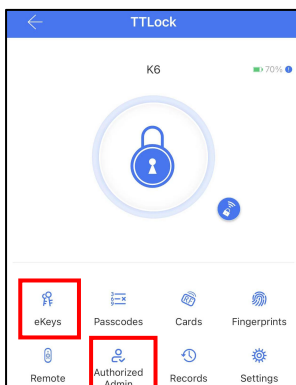 TTLock
K6
70%
eKeys Passcodes Cards Fingerprints
Remote Authorized Admin Records Settings